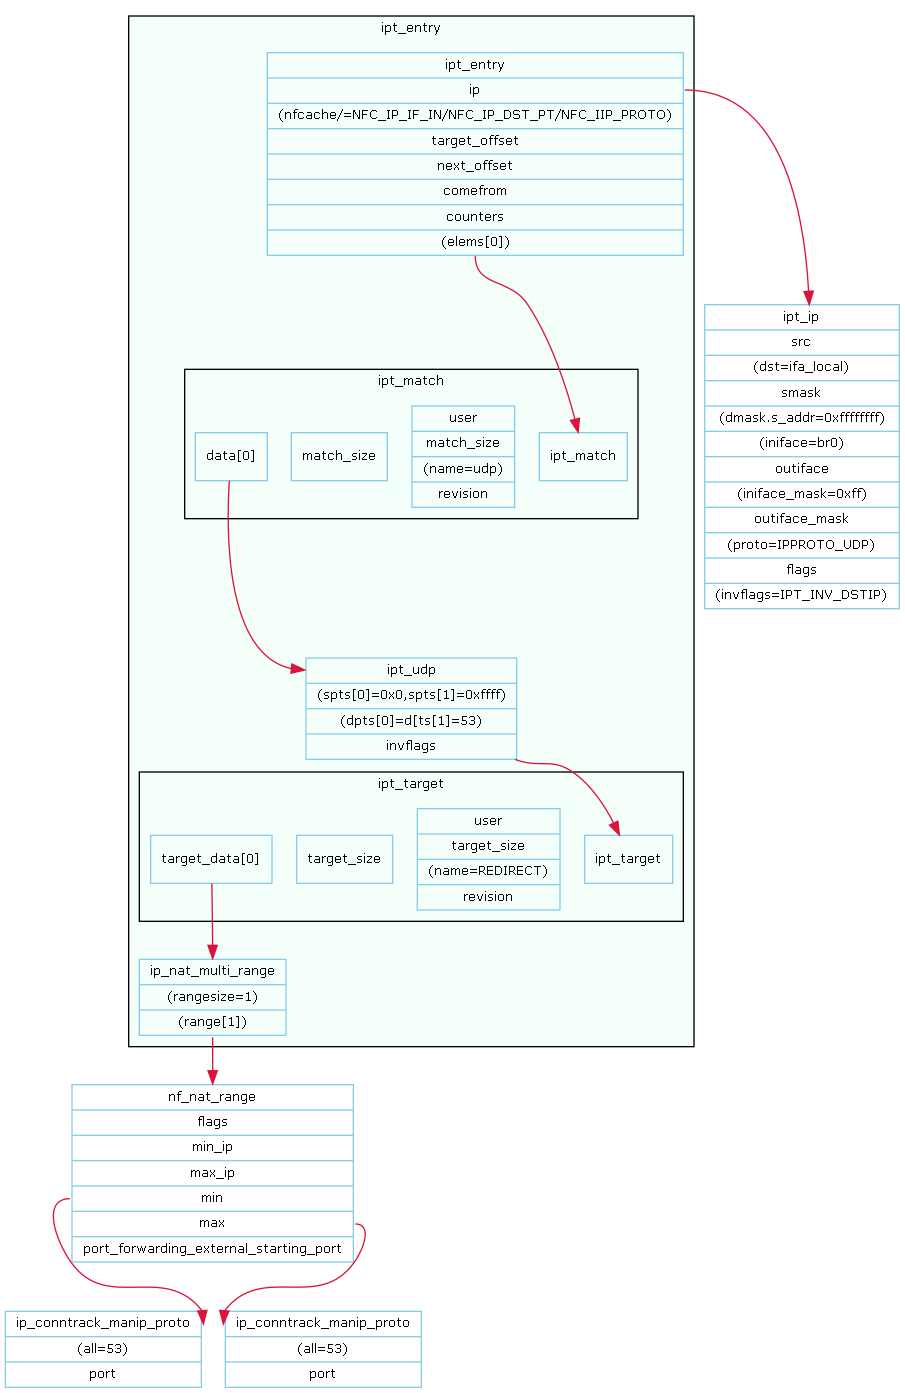 ipt_entry
ipt_entry
ip
(nfcache/=NFC_IP_IF_IN/NFC_IP_DST_PT/NFC_IIP_PROTO)
target_offset
next_offset
comefrom
counters
(elems[0])
ipt_ip
src
(dst=ifa_local)
smask
(dmask.s_addr=0xffffffff)
(iniface=br0)
outiface
(iniface_mask=0xff)
outiface_mask
(proto=IPPROTO_UDP)
flags
(invflags=IPT_INV_DSTIP)
ipt_match
data[0]
match_size
user
match_size
(name=udp)
revision
ipt_match
ipt_udp
(spts[0]=0x0,spts[1]=0xffff)
(dpts[0]=d[ts[1]=53)
invflags
ipt_target
target_data[0]
target_size
user
target_size
(name=REDIRECT)
revision
ipt_target
ip_nat_multi_range
(rangesize=1)
(range[1])
nf_nat_range
flags
min_ip
max_ip
min
max
port_forwarding_external_starting_port
ip_conntrack_manip_proto
(all=53)
port
ip_conntrack_manip_proto
(all=53)
port